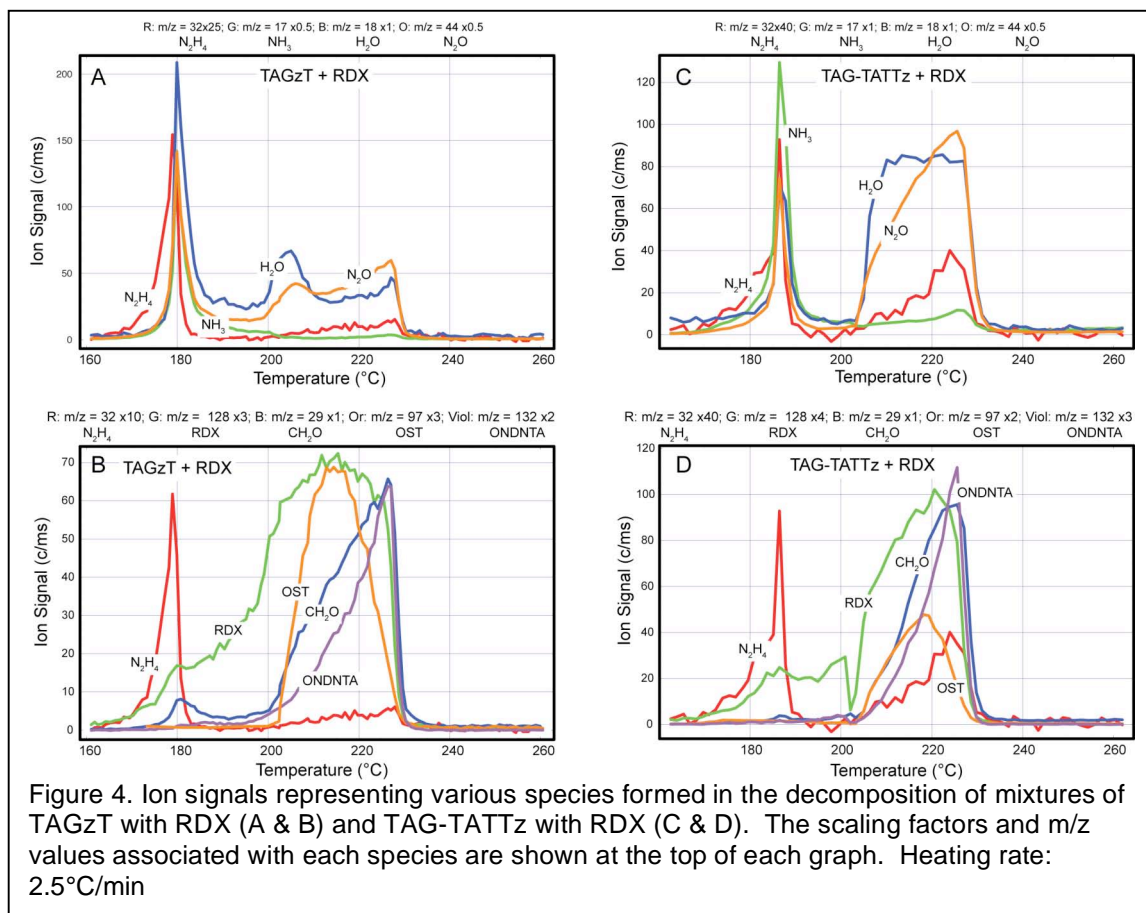 R: m/z = 32x25; G: m/z = 17 x0.5; B: m/z = 18 x1; O: m/z = 44 x0.5
N₂H₄ NH₃ H₂O N₂O
A TAGzT + RDX
200
150
100
50
0
Ion Signal (c/ms)
N₂H₄
NH₃
H₂O
N₂O
160 180 200 220 240 260
Temperature (°C)
R: m/z = 32x40; G: m/z = 17 x1; B: m/z = 18 x1; O: m/z = 44 x0.5
N₂H₄ NH₃ H₂O N₂O
C TAG-TATTz + RDX
120
100
80
60
40
20
0
Ion Signal (c/ms)
NH₃
H₂O
N₂O
N₂H₄
180 200 220 240 260
Temperature (°C)
R: m/z = 32 x10; G: m/z = 128 x3; B: m/z = 29 x1; Or: m/z = 97 x3; Viol: m/z = 132 x2
N₂H₄ RDX CH₂O OST ONDNTA
B TAGzT + RDX
70
60
50
40
30
20
10
0
Ion Signal (c/ms)
N₂H₄
RDX
OST
CH₂O
ONDNTA
160 180 200 220 240 260
Temperature (°C)
R: m/z = 32 x40; G: m/z = 128 x4; B: m/z = 29 x1; Or: m/z = 97 x2; Viol: m/z = 132 x3
N₂H₄ RDX CH₂O OST ONDNTA
D TAG-TATTz + RDX
120
100
80
60
40
20
0
Ion Signal (c/ms)
ONDNTA
CH₂O
RDX
N₂H₄
OST
180 200 220 240 260
Temperature (°C)
Figure 4. Ion signals representing various species formed in the decomposition of mixtures of
TAGzT with RDX (A & B) and TAG-TATTz with RDX (C & D). The scaling factors and m/z
values associated with each species are shown at the top of each graph. Heating rate:
2.5°C/min